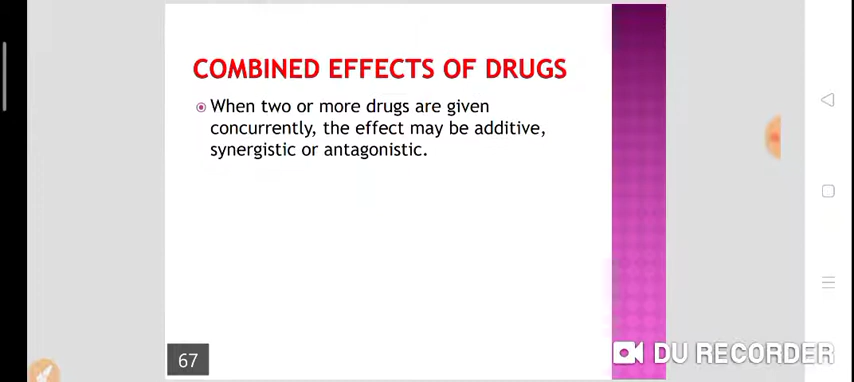 COMBINED EFFECTS OF DRUGS
When two or more drugs are given
concurrently, the effect may be additive,
synergistic or antagonistic.
67
DU RECORDER